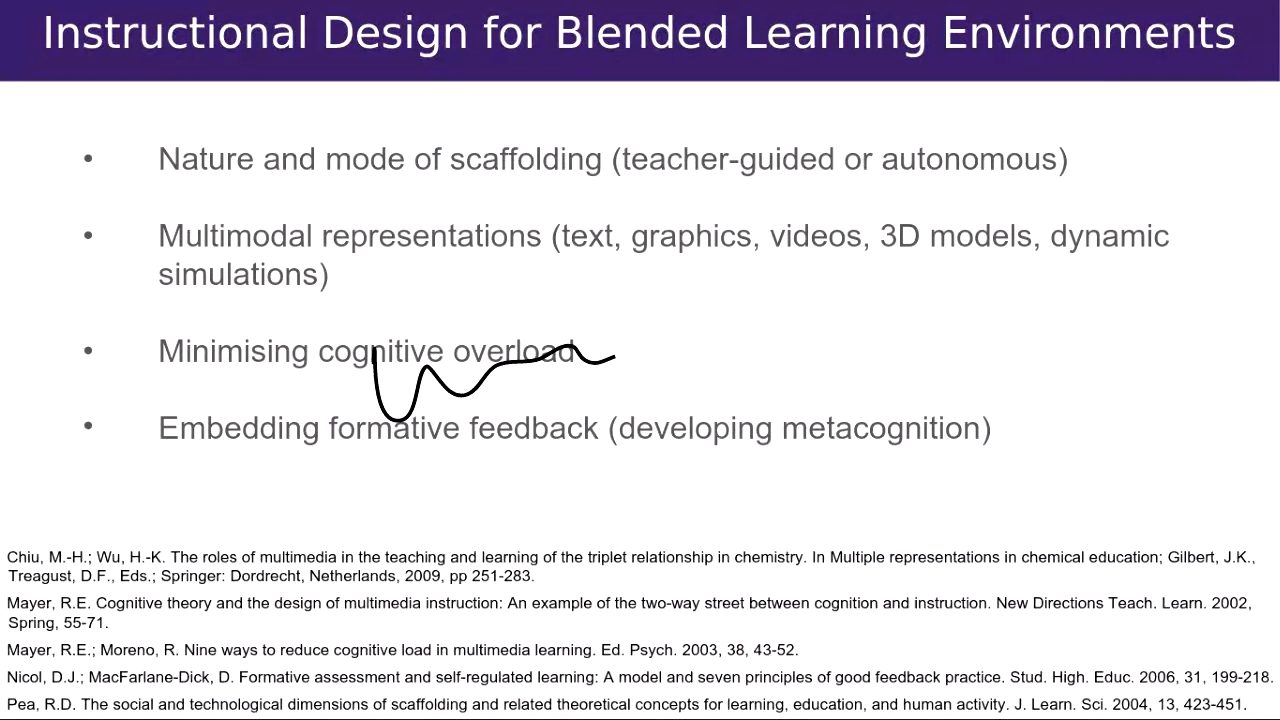 Instructional Design for Blended Learning Environments
• Nature and mode of scaffolding (teacher-guided or autonomous)
• Multimodal representations (text, graphics, videos, 3D models, dynamic
simulations)
• Minimising cognitive overload
• Embedding formative feedback (developing metacognition)
Chiu, M.-H.; Wu, H.-K. The roles of multimedia in the teaching and learning of the triplet relationship in chemistry. In Multiple representations in chemical education; Gilbert, J.K.,
Treagust, D.F., Eds.; Springer: Dordrecht, Netherlands, 2009, pp 251-283.
Mayer, R.E. Cognitive theory and the design of multimedia instruction: An example of the two-way street between cognition and instruction. New Directions Teach. Learn. 2002,
Spring, 55-71.
Mayer, R.E.; Moreno, R. Nine ways to reduce cognitive load in multimedia learning. Ed. Psych. 2003, 38, 43-52.
Nicol, D.J.; MacFarlane-Dick, D. Formative assessment and self-regulated learning: A model and seven principles of good feedback practice. Stud. High. Educ. 2006, 31, 199-218.
Pea, R.D. The social and technological dimensions of scaffolding and related theoretical concepts for learning, education, and human activity. J. Learn. Sci. 2004, 13, 423-451.